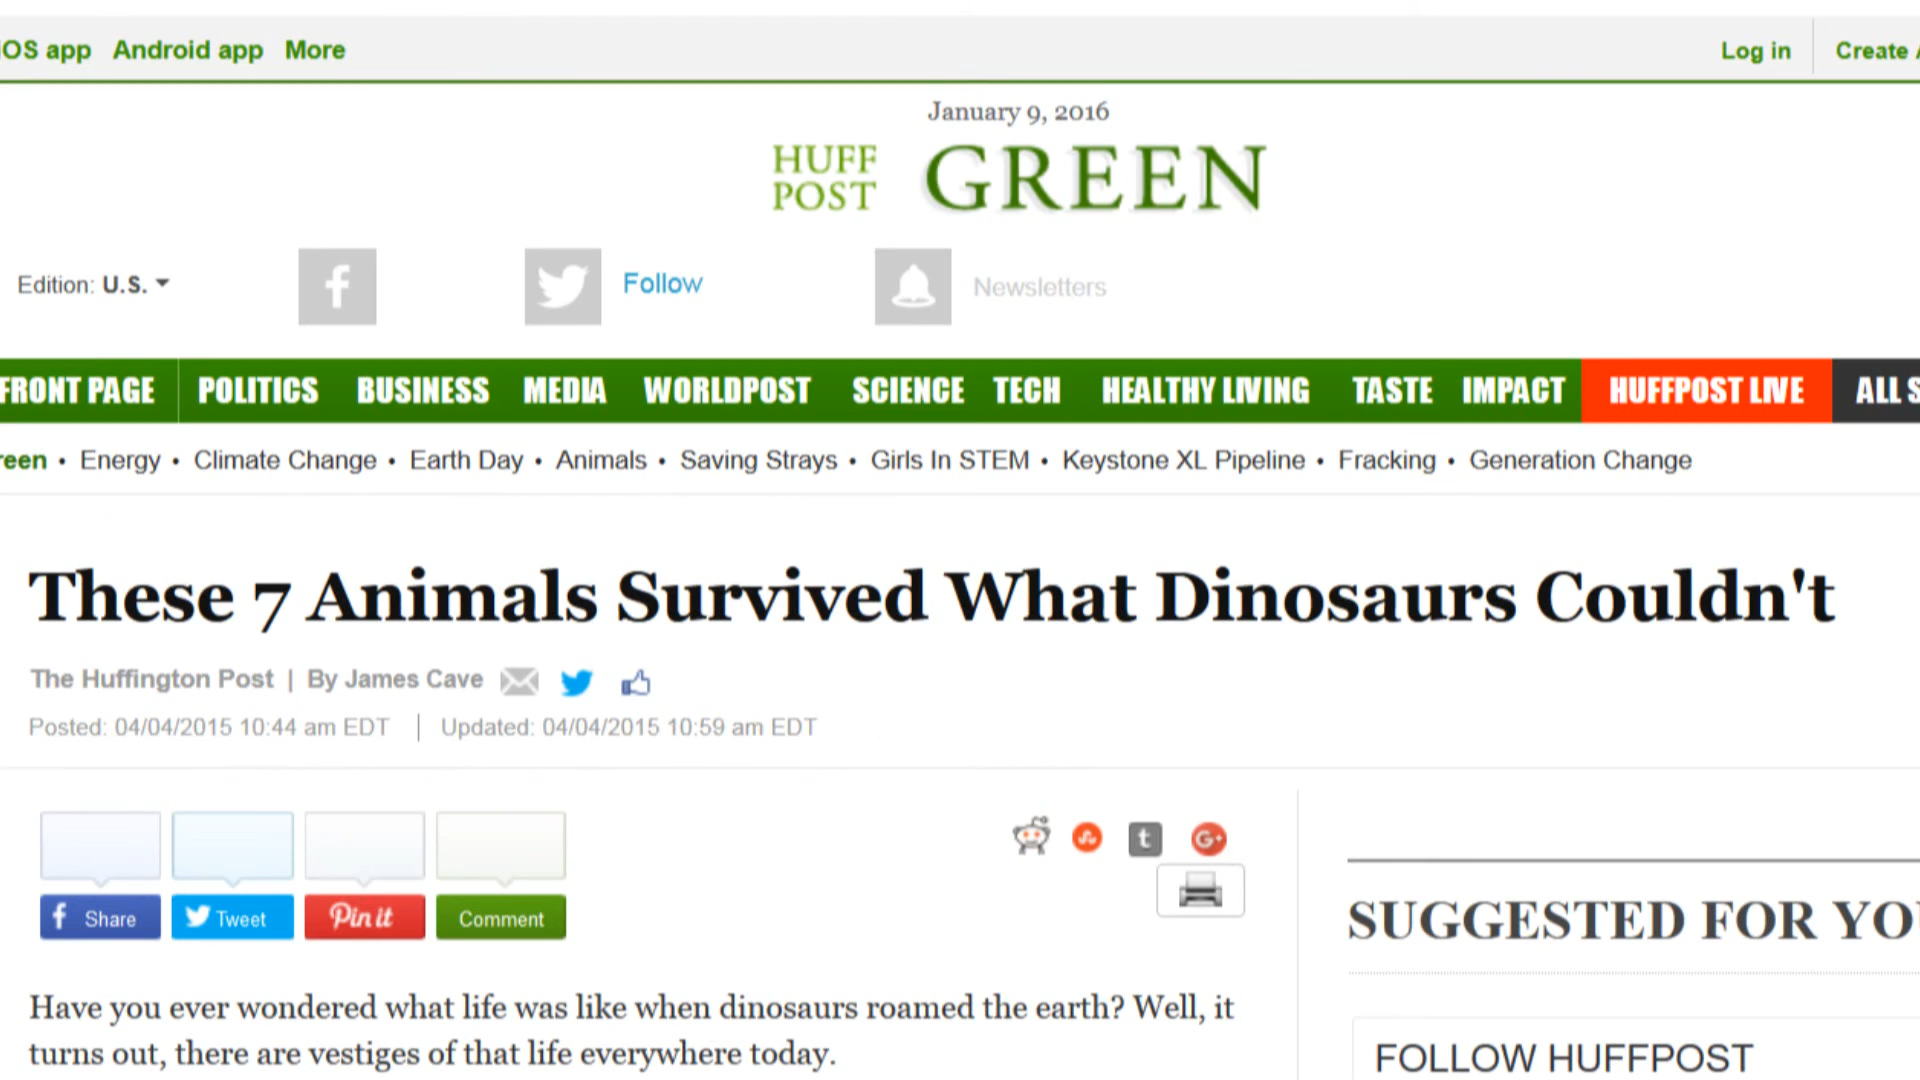 iOS app Android app More Log in Create
January 9, 2016
HUFF POST GREEN
Edition: U.S. Follow Newsletters
FRONT PAGE POLITICS BUSINESS MEDIA WORLDPOST SCIENCE TECH HEALTHY LIVING TASTE IMPACT HUFFPOST LIVE ALL S
reen • Energy • Climate Change • Earth Day • Animals • Saving Strays • Girls In STEM • Keystone XL Pipeline • Fracking • Generation Change
These 7 Animals Survived What Dinosaurs Couldn't
The Huffington Post | By James Cave
Posted: 04/04/2015 10:44 am EDT | Updated: 04/04/2015 10:59 am EDT
Share Tweet Pin it Comment
SUGGESTED FOR YOU
Have you ever wondered what life was like when dinosaurs roamed the earth? Well, it
turns out, there are vestiges of that life everywhere today.
FOLLOW HUFFPOST